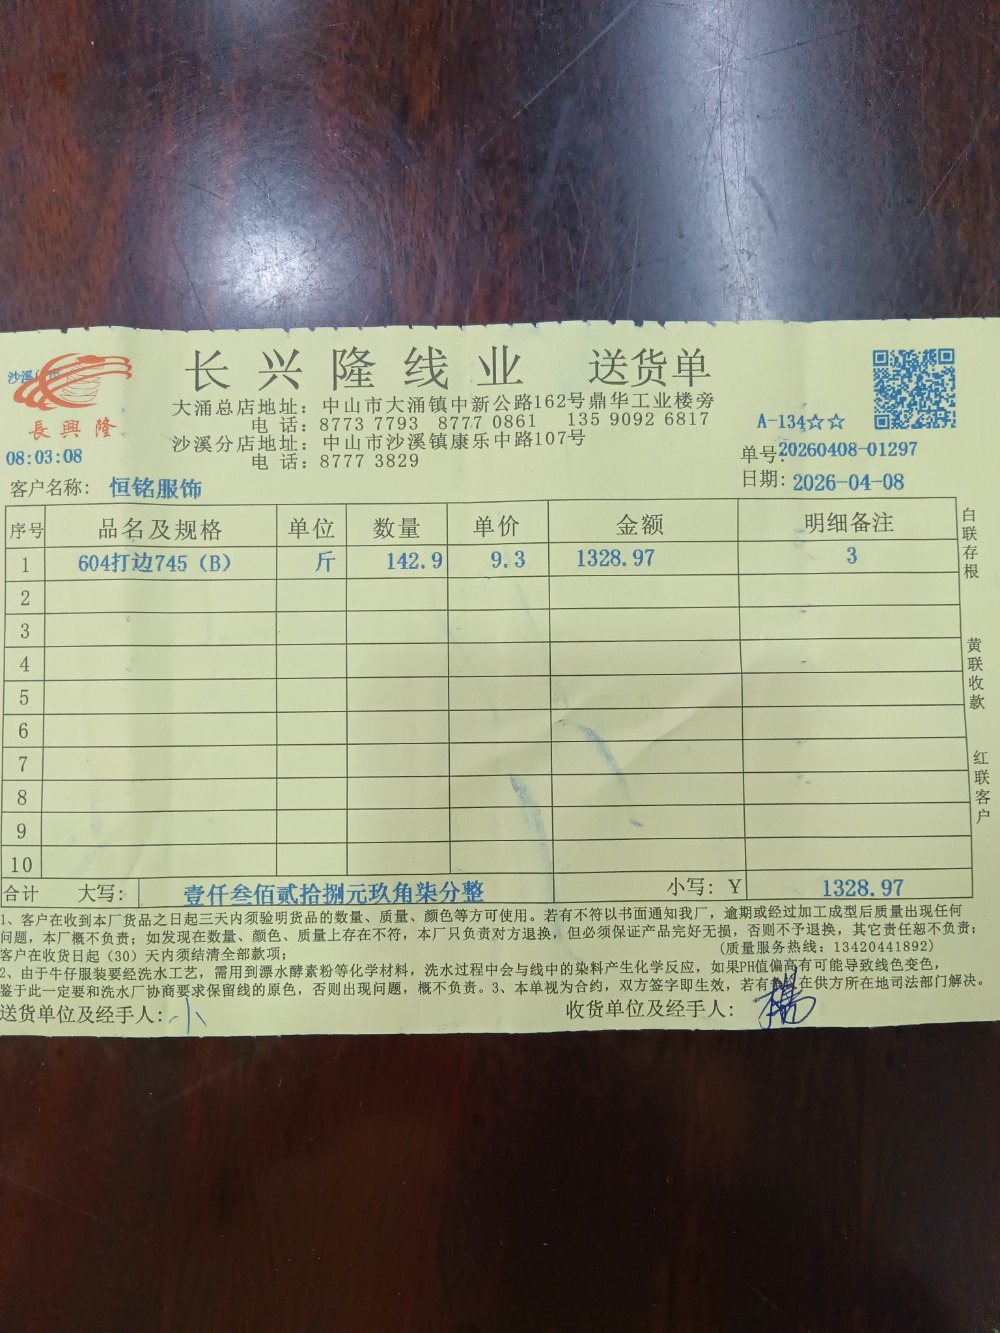 长兴隆线业 送货单
沙溪
長興隆
大涌总店地址：中山市大涌镇中新公路162号鼎华工业楼旁
电 话：8773 7793 8777 0861 135 9092 6817
A-134☆☆
沙溪分店地址：中山市沙溪镇康乐中路107号
08:03:08
电 话：8777 3829
单号：20260408-01297
客户名称：恒铭服饰
日期：2026-04-08
序号 品名及规格 单位 数量 单价 金额 明细备注
1 604打边745（B） 斤 142.9 9.3 1328.97 3
2
3
4
5
6
7
8
9
10
合计 大写：壹仟叁佰贰拾捌元玖角柒分整 小写：￥ 1328.97
白联存根
黄联收款
红联客户
1、客户在收到本厂货品之日起三天内须验明货品的数量、质量、颜色等方可使用。若有不符以书面通知我厂，逾期或经过加工成型后质量出现任何
问题，本厂概不负责；如发现在数量、颜色、质量上存在不符，本厂只负责对方退换，但必须保证产品完好无损，否则不予退换，其它责任恕不负责；
客户在收货日起（30）天内须结清全部款项； （质量服务热线：13420441892）
2、由于牛仔服装要经洗水工艺，需用到漂水酵素粉等化学材料，洗水过程中会与线中的染料产生化学反应，如果PH值偏高有可能导致线色变色，
鉴于此一定要和洗水厂协商要求保留线的原色，否则出现问题，概不负责。3、本单视为合约，双方签字即生效，若有争议在供方所在地司法部门解决。
送货单位及经手人：小 收货单位及经手人：